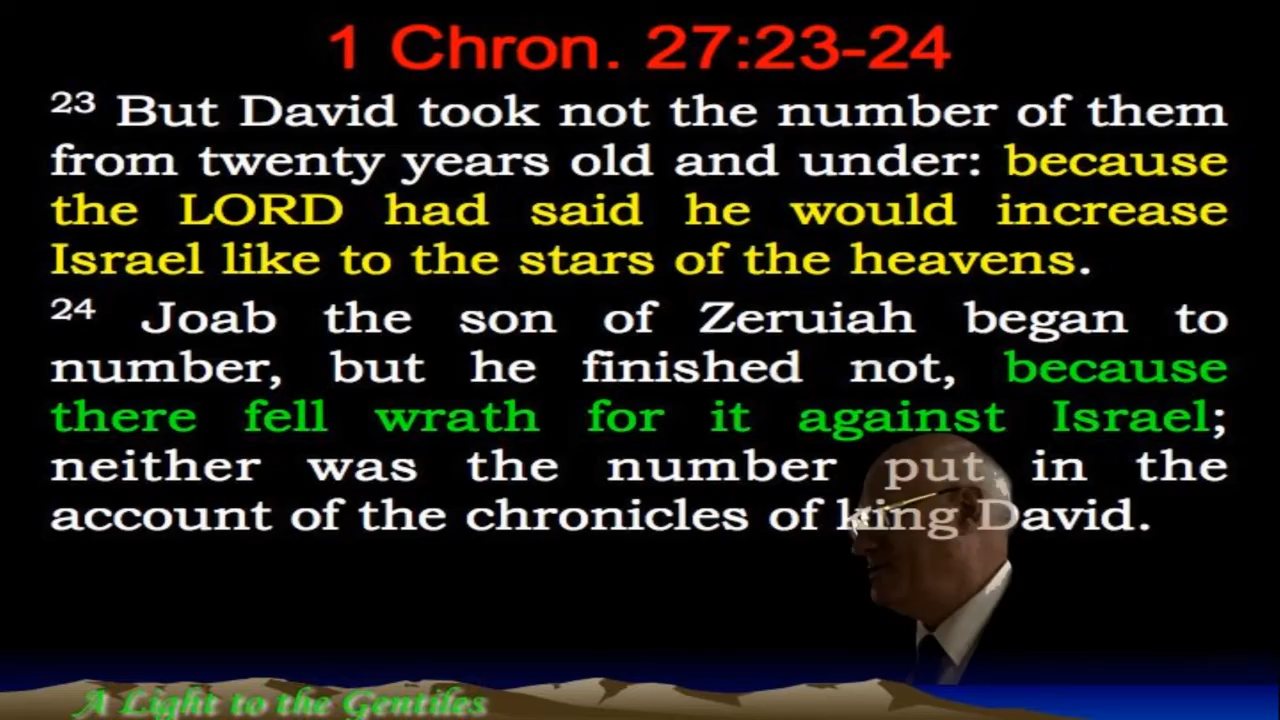 1 Chron. 27:23-24
23 But David took not the number of them
from twenty years old and under: because
the LORD had said he would increase
Israel like to the stars of the heavens.
24 Joab the son of Zeruiah began to
number, but he finished not, because
there fell wrath for it against Israel;
neither was the number put in the
account of the chronicles of king David.
A Light to the Gentiles